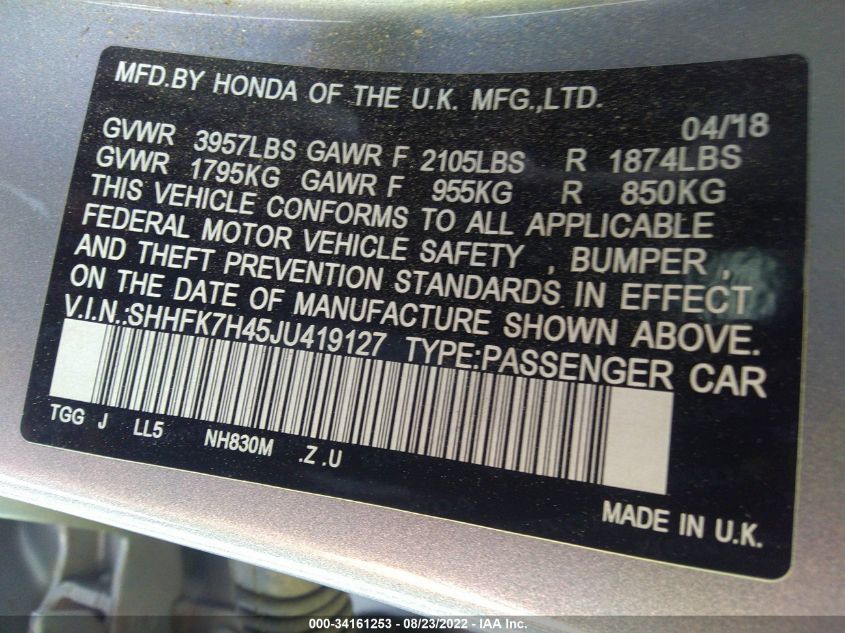 MFD.BY HONDA OF THE U.K. MFG.,LTD.
04/'18
GVWR 3957LBS GAWR F 2105LBS R 1874LBS
GVWR 1795KG GAWR F 955KG R 850KG
THIS VEHICLE CONFORMS TO ALL APPLICABLE
FEDERAL MOTOR VEHICLE SAFETY , BUMPER ,
AND THEFT PREVENTION STANDARDS IN EFFECT
ON THE DATE OF MANUFACTURE SHOWN ABOVE.
V.I.N.:SHHFK7H45JU419127 TYPE:PASSENGER CAR
TGG J LL5 NH830M .Z .U
MADE IN U.K.
000-34161253 - 08/23/2022 - IAA Inc.